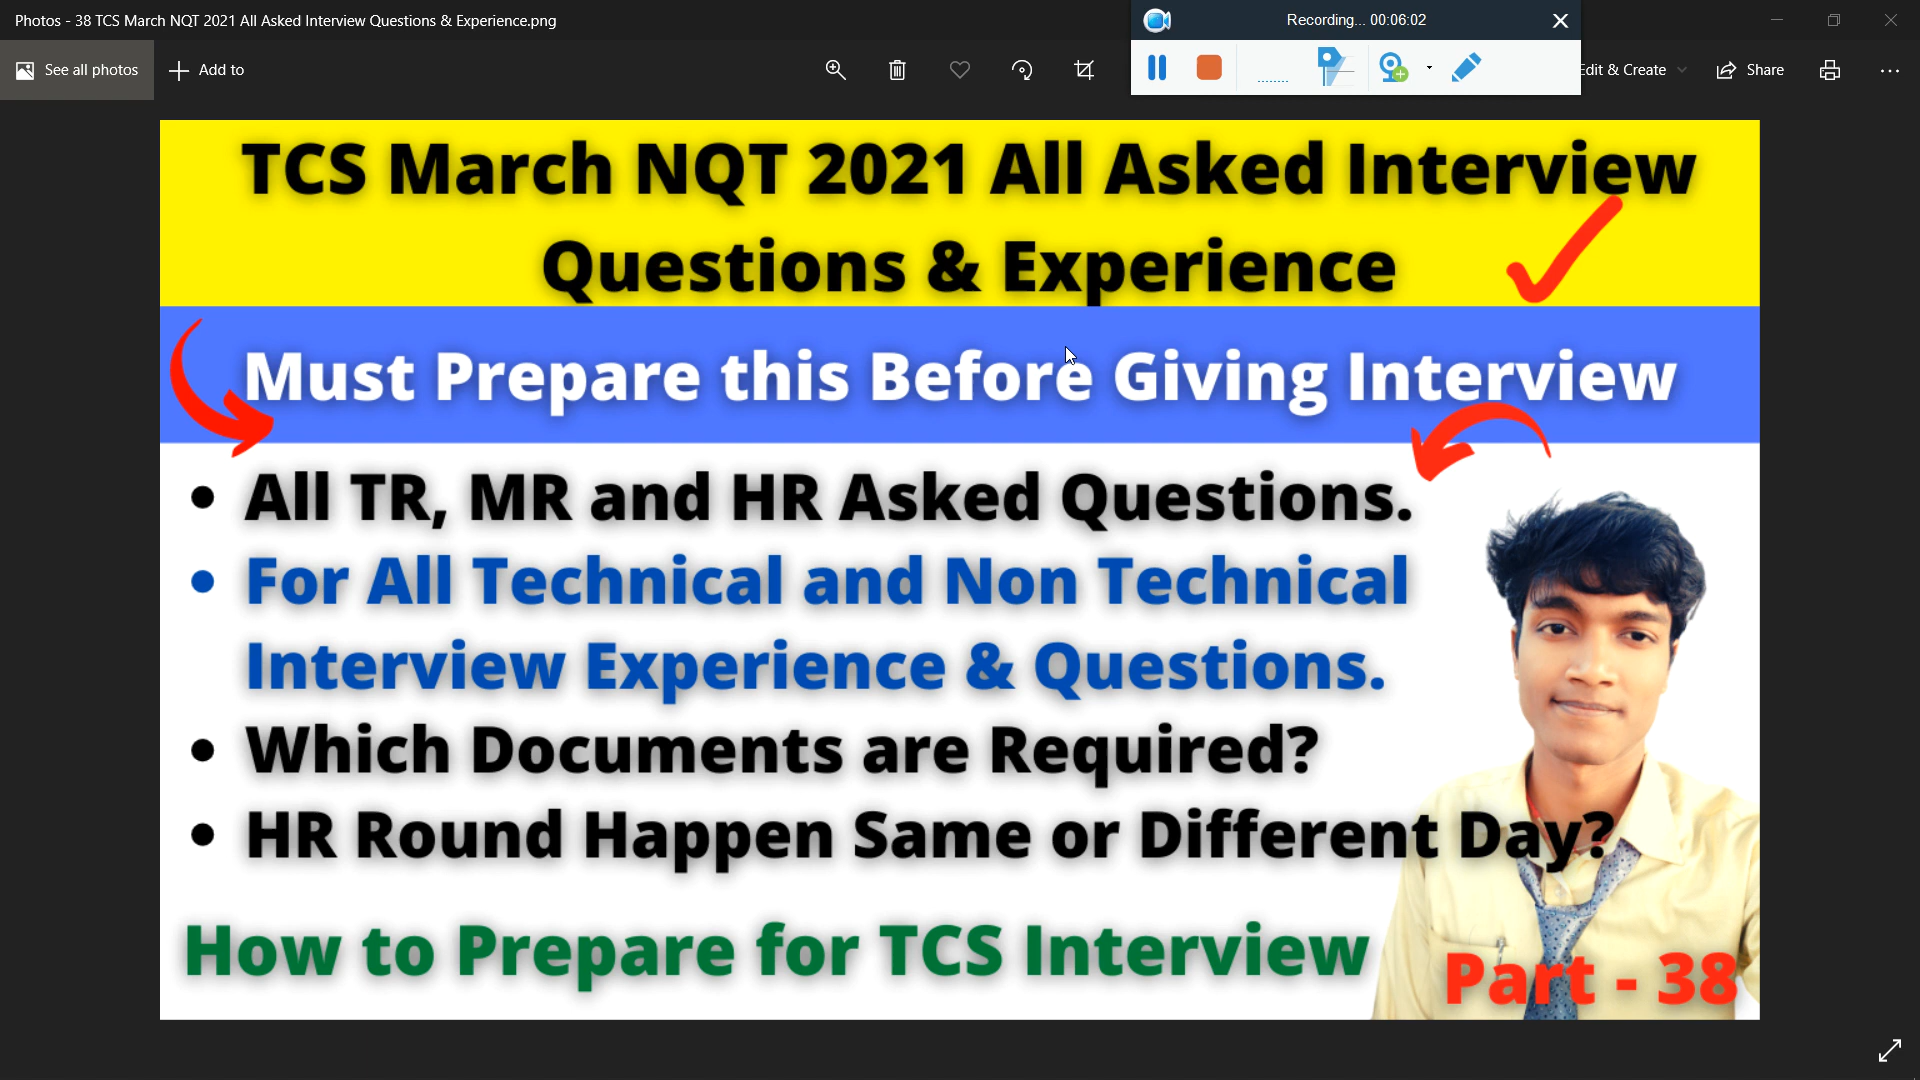 Photos - 38 TCS March NQT 2021 All Asked Interview Questions & Experience.png
Recording... 00:06:02
See all photos
Add to
Edit & Create
Share
TCS March NQT 2021 All Asked Interview
Questions & Experience
Must Prepare this Before Giving Interview
• All TR, MR and HR Asked Questions.
• For All Technical and Non Technical
Interview Experience & Questions.
• Which Documents are Required?
• HR Round Happen Same or Different Day?
How to Prepare for TCS Interview
Part - 38